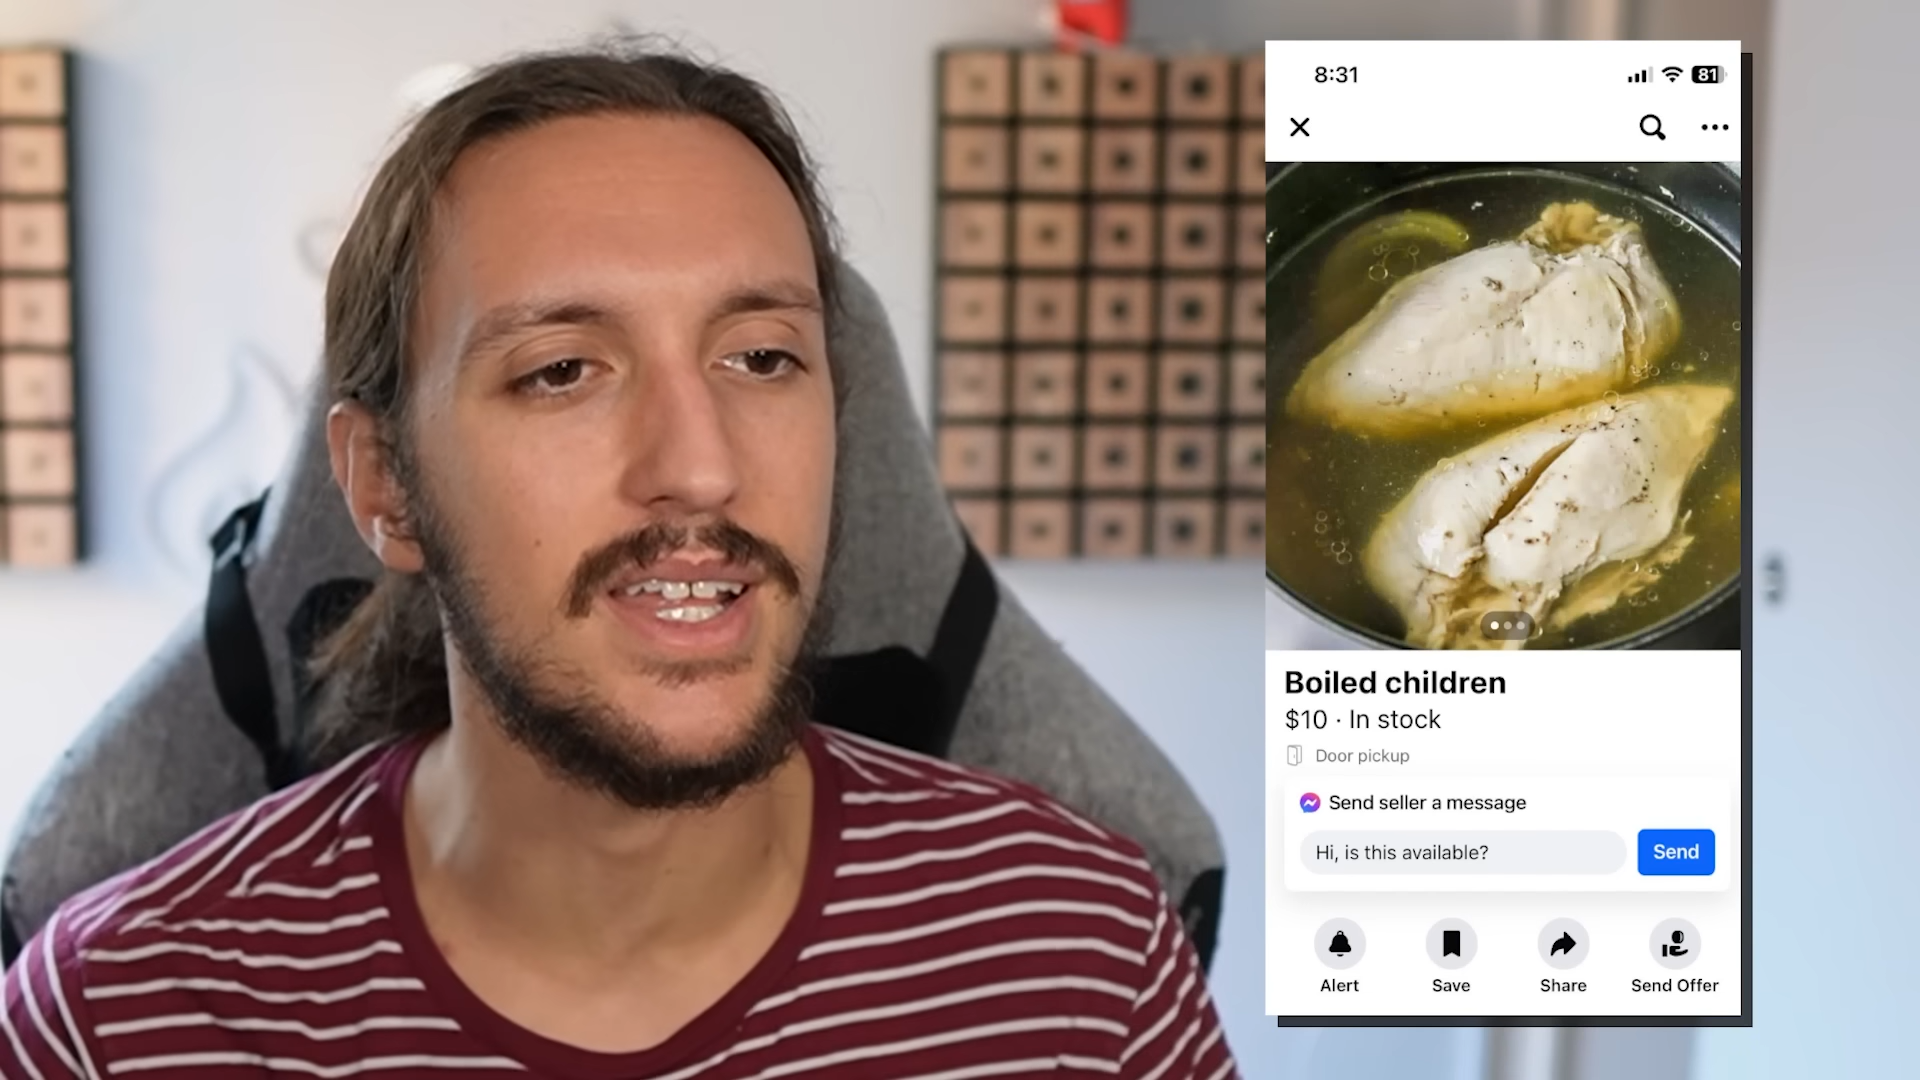 8:31
81
Boiled children
$10 · In stock
Door pickup
Send seller a message
Hi, is this available?
Send
Alert
Save
Share
Send Offer